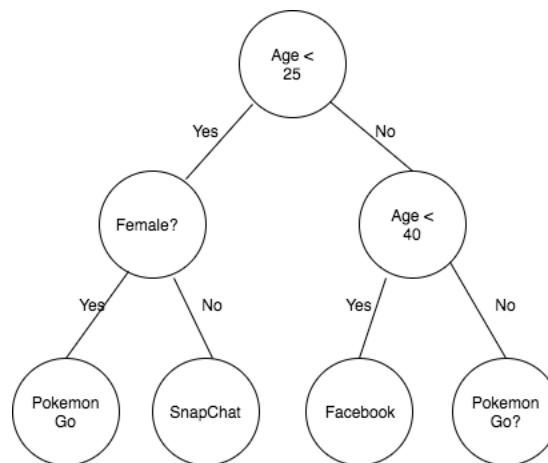 Age <
25
Yes
No
Female?
Age <
40
Yes
No
Yes
No
Pokemon
Go
SnapChat
Facebook
Pokemon
Go?